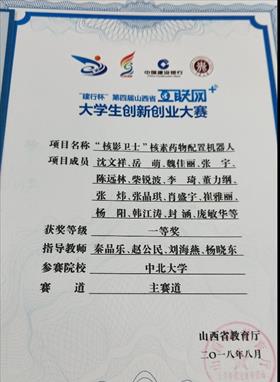 中国建设银行
"建行杯"第四届山西省互联网+
大学生创新创业大赛
项目名称“核影卫士”核素药物配置机器人
项目成员沈文祥、岳萌、魏佳丽、张宇、
陈远林、柴锐波、李琦、董力纲、
张炜、张晶琪、肖盛宇、崔雅丽、
杨阳、韩江涛、封涵、庞敏华等
获奖等级 一等奖
指导教师 秦品乐、赵公民、刘海燕、杨晓东
参赛院校 中北大学
赛道 主赛道
山西省教育厅
二〇一八年八月